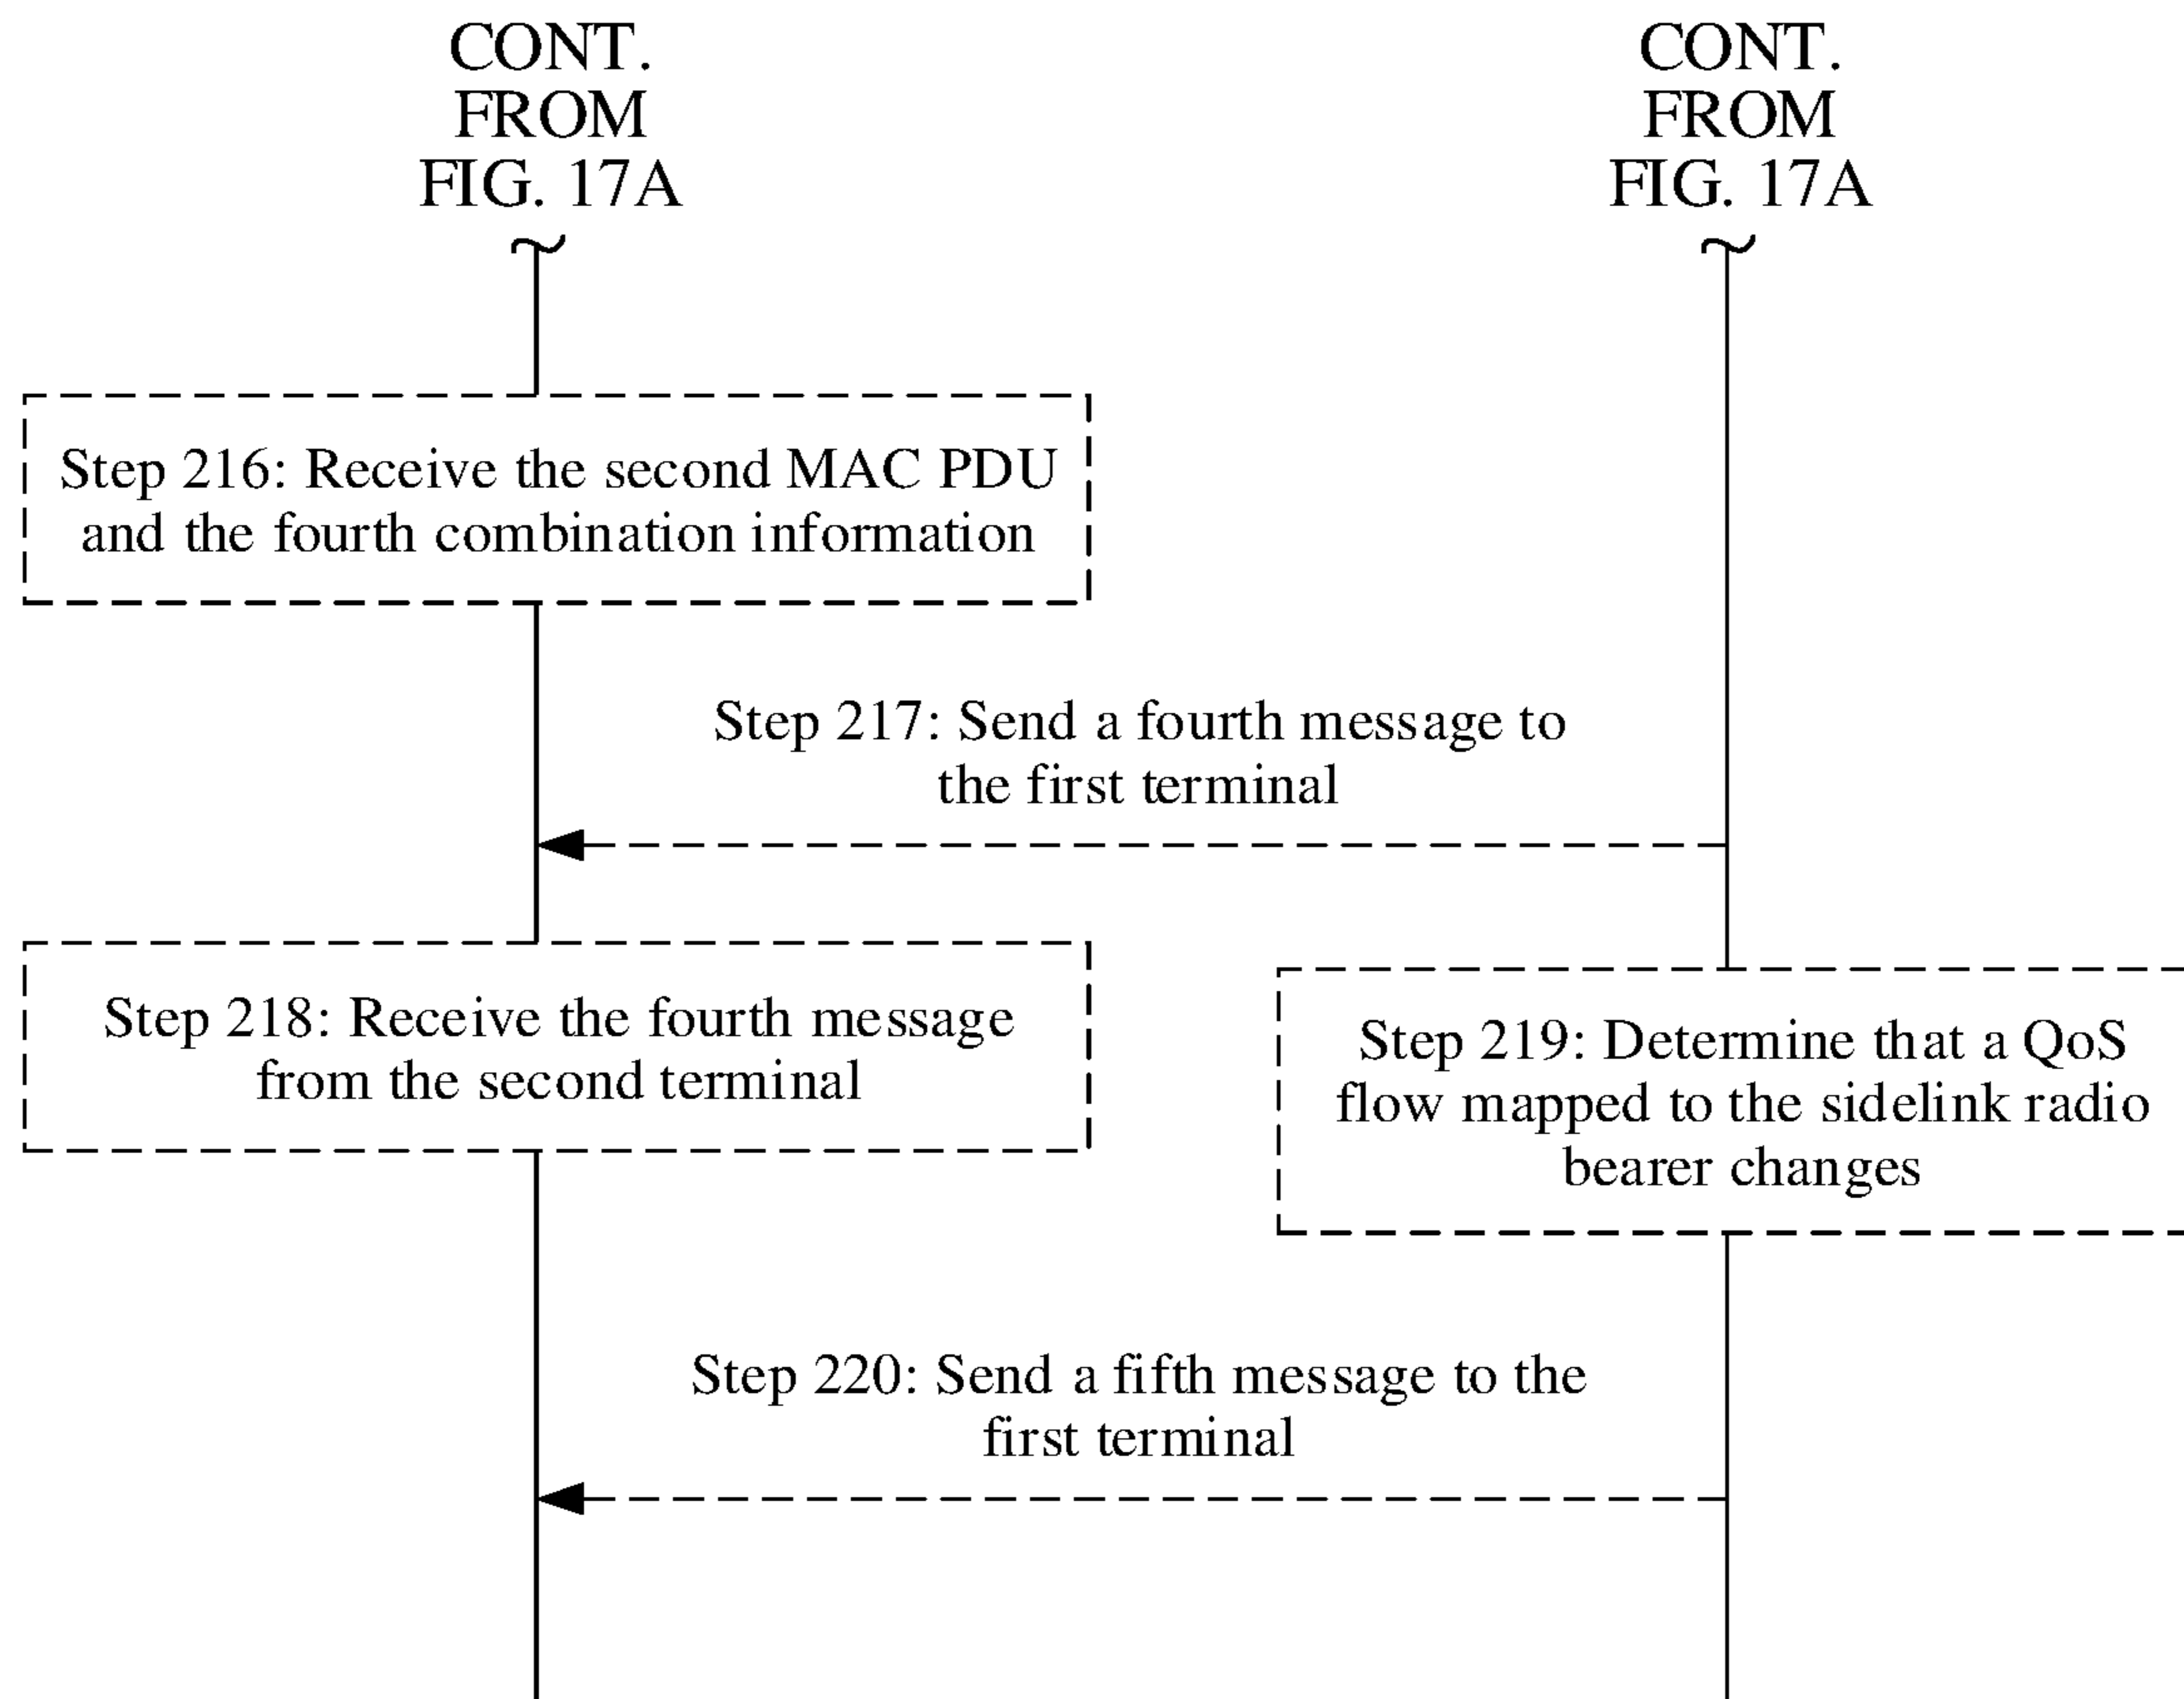 CONT.
FROM
FIG. 17A
CONT.
FROM
FIG. 17A
Step 216: Receive the second MAC PDU
and the fourth combination information
Step 217: Send a fourth message to
the first terminal
Step 218: Receive the fourth message
from the second terminal
Step 219: Determine that a QoS
flow mapped to the sidelink radio
bearer changes
Step 220: Send a fifth message to the
first terminal